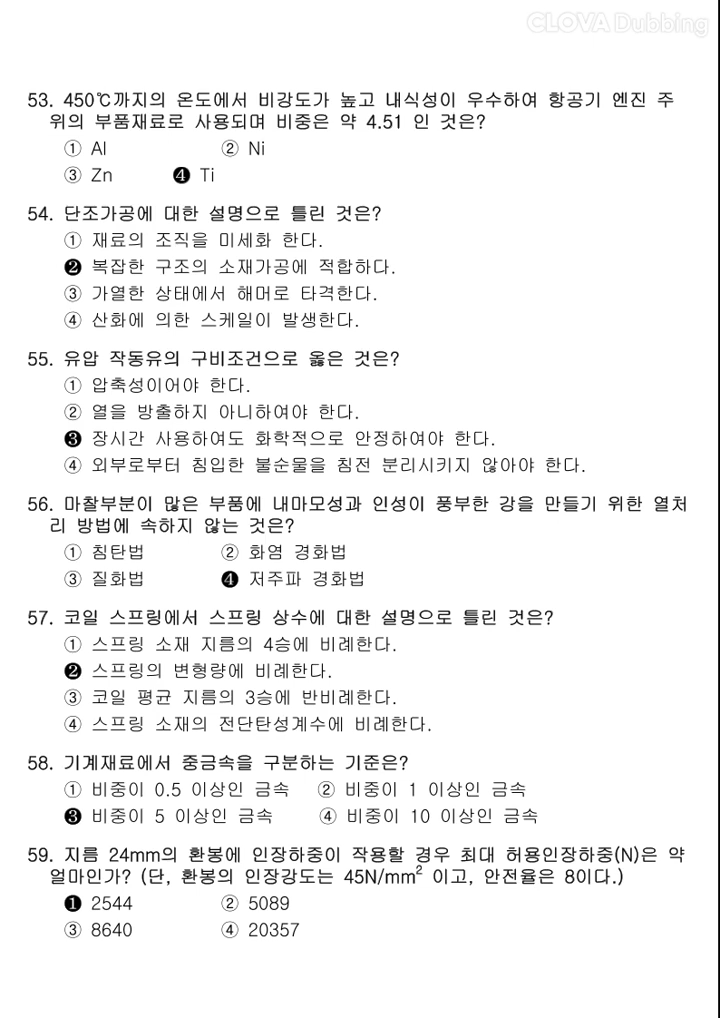 CLOVA Dubbing
53. 450℃까지의 온도에서 비강도가 높고 내식성이 우수하여 항공기 엔진 주
위의 부품재료로 사용되며 비중은 약 4.51 인 것은?
① Al ② Ni
③ Zn ❹ Ti
54. 단조가공에 대한 설명으로 틀린 것은?
① 재료의 조직을 미세화 한다.
❷ 복잡한 구조의 소재가공에 적합하다.
③ 가열한 상태에서 해머로 타격한다.
④ 산화에 의한 스케일이 발생한다.
55. 유압 작동유의 구비조건으로 옳은 것은?
① 압축성이어야 한다.
② 열을 방출하지 아니하여야 한다.
❸ 장시간 사용하여도 화학적으로 안정하여야 한다.
④ 외부로부터 침입한 불순물을 침전 분리시키지 않아야 한다.
56. 마찰부분이 많은 부품에 내마모성과 인성이 풍부한 강을 만들기 위한 열처
리 방법에 속하지 않는 것은?
① 침탄법 ② 화염 경화법
③ 질화법 ❹ 저주파 경화법
57. 코일 스프링에서 스프링 상수에 대한 설명으로 틀린 것은?
① 스프링 소재 지름의 4승에 비례한다.
❷ 스프링의 변형량에 비례한다.
③ 코일 평균 지름의 3승에 반비례한다.
④ 스프링 소재의 전단탄성계수에 비례한다.
58. 기계재료에서 중금속을 구분하는 기준은?
① 비중이 0.5 이상인 금속 ② 비중이 1 이상인 금속
❸ 비중이 5 이상인 금속 ④ 비중이 10 이상인 금속
59. 지름 24mm의 환봉에 인장하중이 작용할 경우 최대 허용인장하중(N)은 약
얼마인가? (단, 환봉의 인장강도는 45N/mm² 이고, 안전율은 8이다.)
❶ 2544 ② 5089
③ 8640 ④ 20357